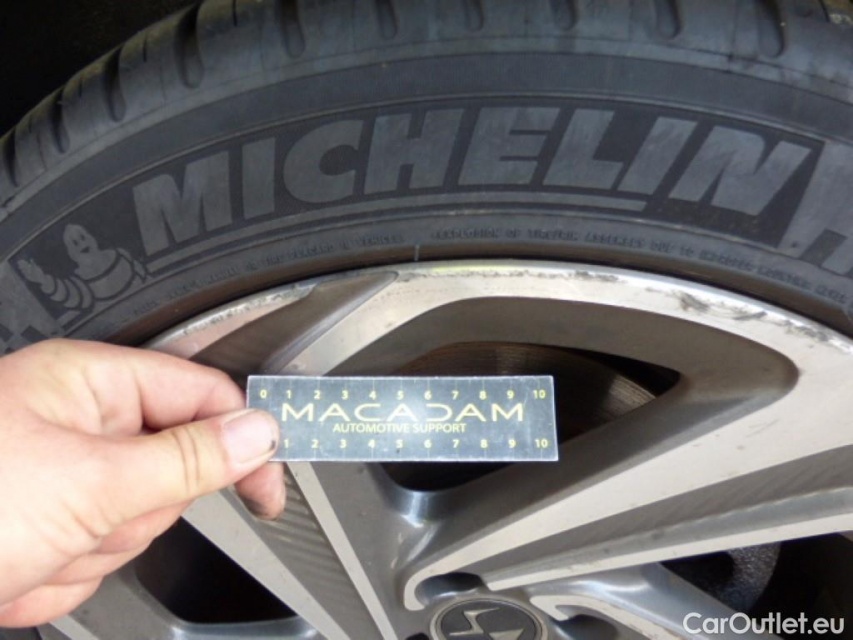 MICHELIN
0 1 2 3 4 5 6 7 8 9 10
MACADAM
AUTOMOTIVE SUPPORT
1 2 3 4 5 6 7 8 9 10
CarOutlet.eu